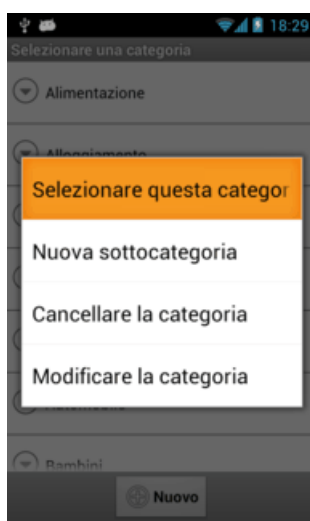 18:29
Selezionare una categoria
Alimentazione
Alloggiamento
Selezionare questa categor
Nuova sottocategoria
Cancellare la categoria
Modificare la categoria
Bambini
Nuovo